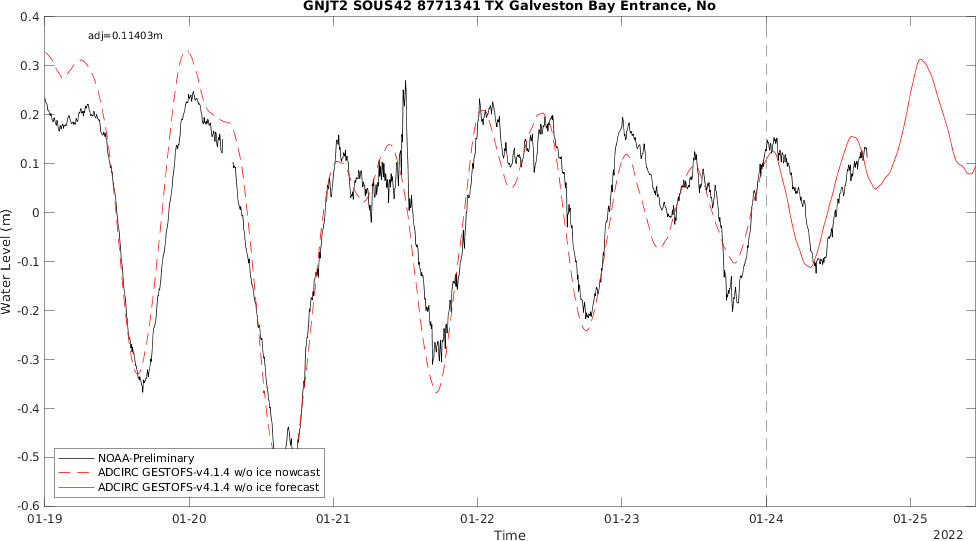 GNJT2 SOUS42 8771341 TX Galveston Bay Entrance, No
adj=0.11403m
0.4
0.3
0.2
0.1
0
-0.1
-0.2
-0.3
-0.4
-0.5
-0.6
Water Level (m)
NOAA-Preliminary
ADCIRC GESTOFS-v4.1.4 w/o ice nowcast
ADCIRC GESTOFS-v4.1.4 w/o ice forecast
01-19 01-20 01-21 01-22 01-23 01-24 01-25
Time
2022